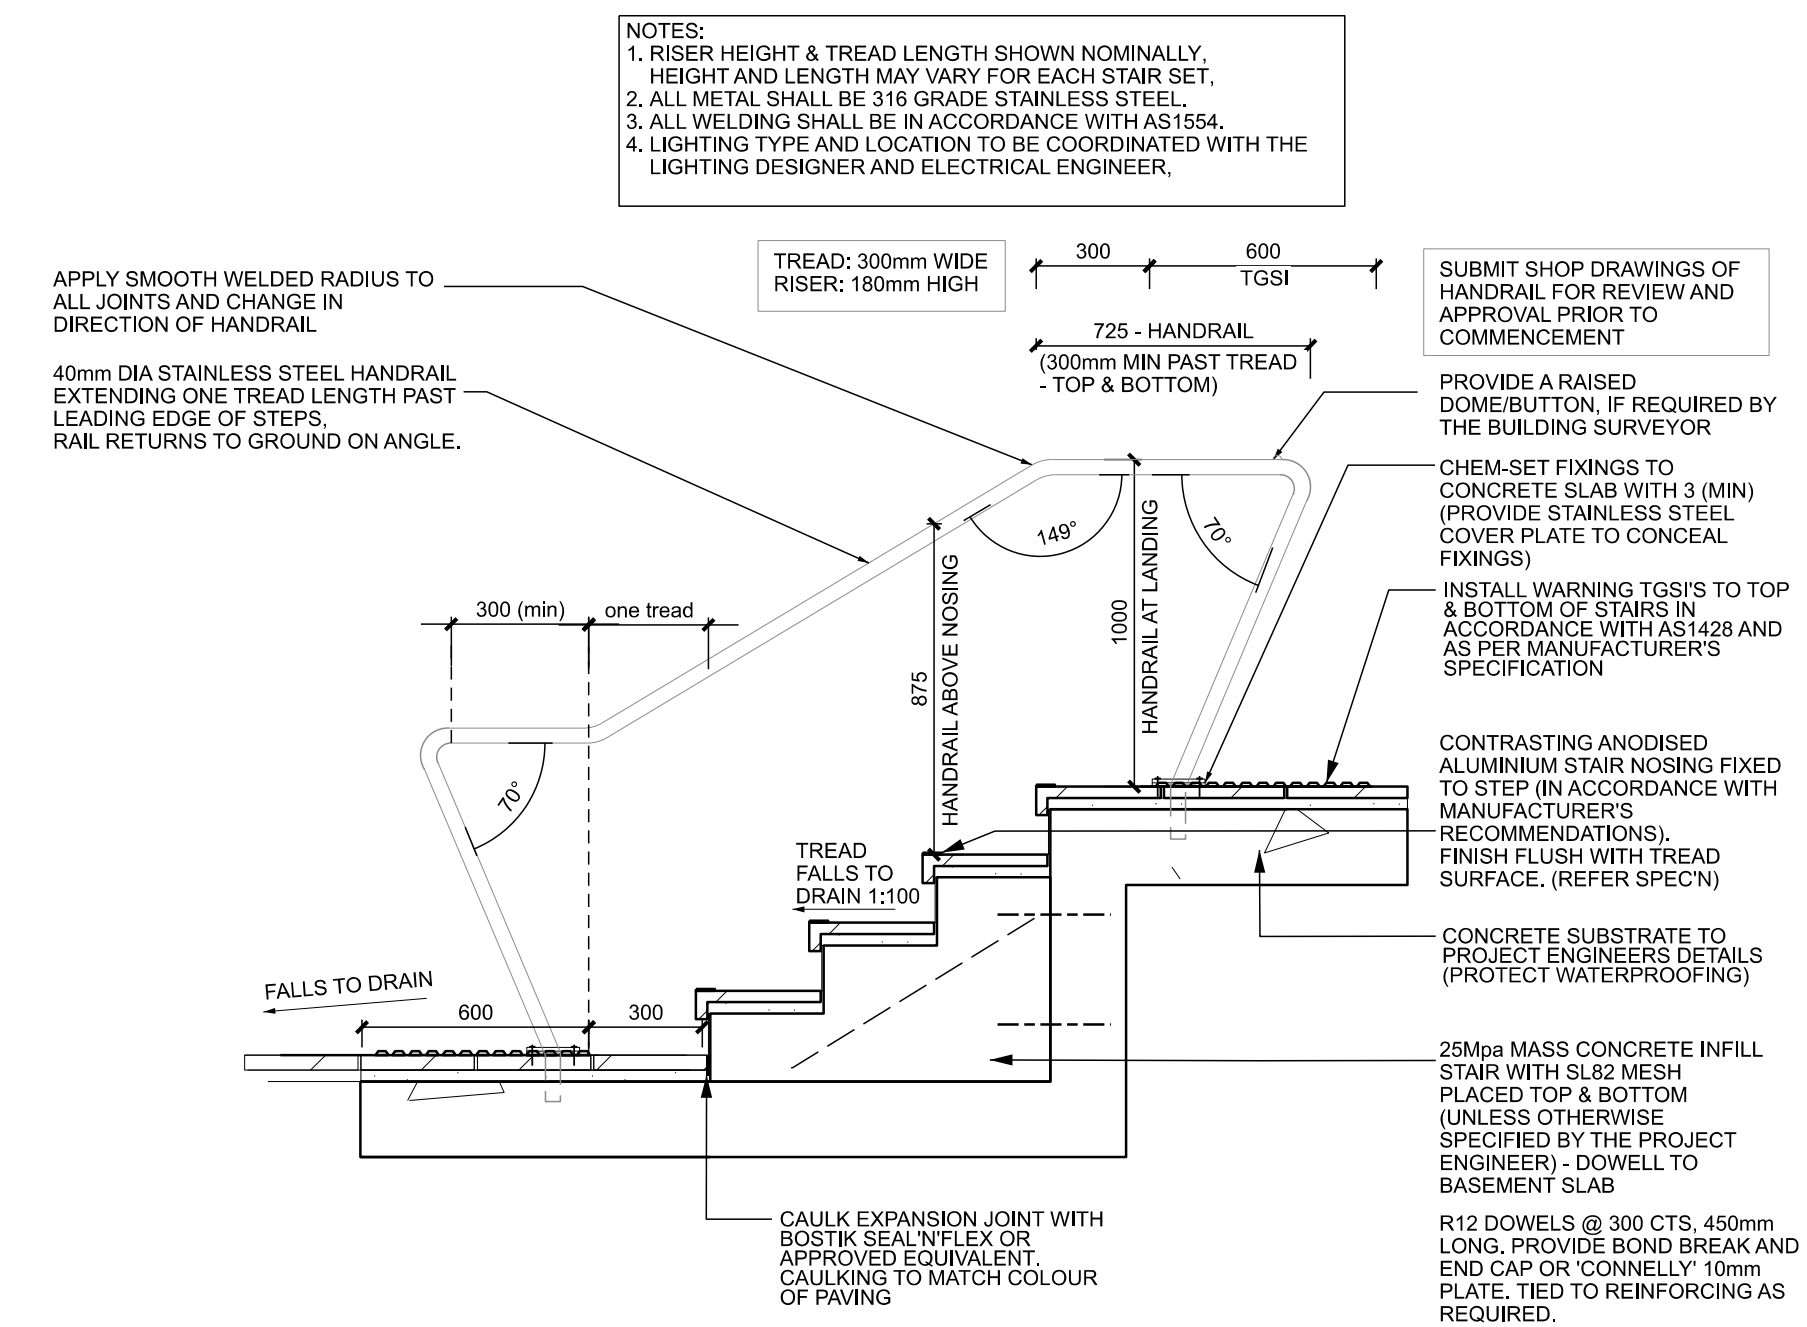 NOTES:
1. RISER HEIGHT & TREAD LENGTH SHOWN NOMINALLY,
HEIGHT AND LENGTH MAY VARY FOR EACH STAIR SET,
2. ALL METAL SHALL BE 316 GRADE STAINLESS STEEL.
3. ALL WELDING SHALL BE IN ACCORDANCE WITH AS1554.
4. LIGHTING TYPE AND LOCATION TO BE COORDINATED WITH THE
LIGHTING DESIGNER AND ELECTRICAL ENGINEER,
APPLY SMOOTH WELDED RADIUS TO
ALL JOINTS AND CHANGE IN
DIRECTION OF HANDRAIL
40mm DIA STAINLESS STEEL HANDRAIL
EXTENDING ONE TREAD LENGTH PAST
LEADING EDGE OF STEPS,
RAIL RETURNS TO GROUND ON ANGLE.
TREAD: 300mm WIDE
RISER: 180mm HIGH
300
600
TGSI
725 - HANDRAIL
(300mm MIN PAST TREAD
- TOP & BOTTOM)
SUBMIT SHOP DRAWINGS OF
HANDRAIL FOR REVIEW AND
APPROVAL PRIOR TO
COMMENCEMENT
PROVIDE A RAISED
DOME/BUTTON, IF REQUIRED BY
THE BUILDING SURVEYOR
CHEM-SET FIXINGS TO
CONCRETE SLAB WITH 3 (MIN)
(PROVIDE STAINLESS STEEL
COVER PLATE TO CONCEAL
FIXINGS)
INSTALL WARNING TGSI'S TO TOP
& BOTTOM OF STAIRS IN
ACCORDANCE WITH AS1428 AND
AS PER MANUFACTURER'S
SPECIFICATION
CONTRASTING ANODISED
ALUMINIUM STAIR NOSING FIXED
TO STEP (IN ACCORDANCE WITH
MANUFACTURER'S
RECOMMENDATIONS).
FINISH FLUSH WITH TREAD
SURFACE. (REFER SPEC'N)
CONCRETE SUBSTRATE TO
PROJECT ENGINEERS DETAILS
(PROTECT WATERPROOFING)
25Mpa MASS CONCRETE INFILL
STAIR WITH SL82 MESH
PLACED TOP & BOTTOM
(UNLESS OTHERWISE
SPECIFIED BY THE PROJECT
ENGINEER) - DOWELL TO
BASEMENT SLAB
R12 DOWELS @ 300 CTS, 450mm
LONG. PROVIDE BOND BREAK AND
END CAP OR 'CONNELLY' 10mm
PLATE. TIED TO REINFORCING AS
REQUIRED.
149°
70°
875
HANDRAIL ABOVE NOSING
1000
HANDRAIL AT LANDING
300 (min)
one tread
70°
TREAD
FALLS TO
DRAIN 1:100
FALLS TO DRAIN
600
300
CAULK EXPANSION JOINT WITH
BOSTIK SEAL'N'FLEX OR
APPROVED EQUIVALENT.
CAULKING TO MATCH COLOUR
OF PAVING